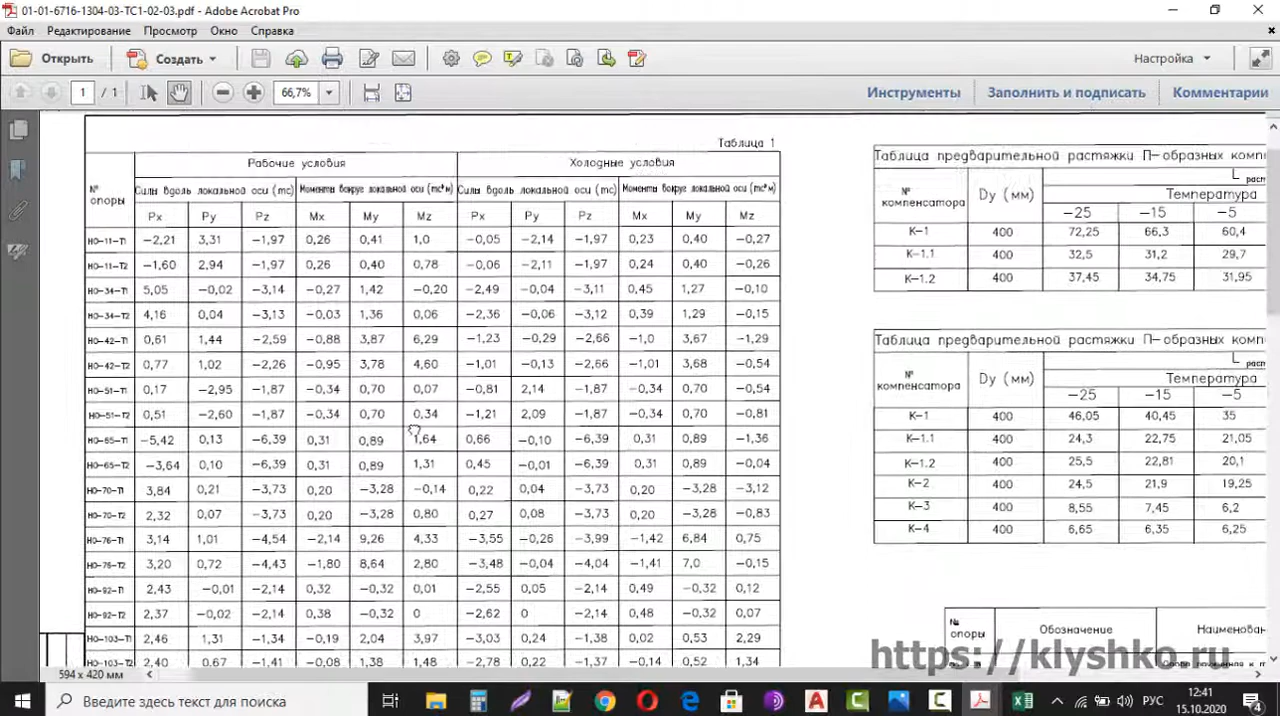 01-01-6716-1304-03-TC1-02-03.pdf - Adobe Acrobat Pro
Файл Редактирование Просмотр Окно Справка
Открыть Создать
1 / 1 66,7% Инструменты Заполнить и подписать Комментарии
Настройка
Таблица 1
№ опоры Рабочие условия Холодные условия
Силы вдоль локальной оси (тс) Моменты вокруг локальной оси (тс*м) Силы вдоль локальной оси (тс) Моменты вокруг локальной оси (тс*м)
Px Py Pz Mx My Mz Px Py Pz Mx My Mz
НО-11-Т1 -2,21 3,31 -1,97 0,26 0,41 1,0 -0,05 -2,14 -1,97 0,23 0,40 -0,27
НО-11-Т2 -1,60 2,94 -1,97 0,26 0,40 0,78 -0,06 -2,11 -1,97 0,24 0,40 -0,26
НО-34-Т1 5,05 -0,02 -3,14 -0,27 1,42 -0,20 -2,49 -0,04 -3,11 0,45 1,27 -0,10
НО-34-Т2 4,16 0,04 -3,13 -0,03 1,36 0,06 -2,36 -0,06 -3,12 0,39 1,29 -0,15
НО-42-Т1 0,61 1,44 -2,59 -0,88 3,87 6,29 -1,23 -0,29 -2,66 -1,0 3,67 -1,29
НО-42-Т2 0,77 1,02 -2,26 -0,95 3,78 4,60 -1,01 -0,13 -2,66 -1,01 3,68 -0,54
НО-51-Т1 0,17 -2,95 -1,87 -0,34 0,70 0,07 -0,81 2,14 -1,87 -0,34 0,70 -0,54
НО-51-Т2 0,51 -2,60 -1,87 -0,34 0,70 0,34 -1,21 2,09 -1,87 -0,34 0,70 -0,81
НО-65-Т1 -5,42 0,13 -6,39 0,31 0,89 1,64 0,66 -0,10 -6,39 0,31 0,89 -1,36
НО-65-Т2 -3,64 0,10 -6,39 0,31 0,89 1,31 0,45 -0,01 -6,39 0,31 0,89 -0,04
НО-70-Т1 3,84 0,21 -3,73 0,20 -3,28 -0,14 0,22 0,04 -3,73 0,20 -3,28 -3,12
НО-70-Т2 2,32 0,07 -3,73 0,20 -3,28 0,80 0,27 0,08 -3,73 0,20 -3,28 -0,83
НО-76-Т1 3,14 1,01 -4,54 -2,14 9,26 4,33 -3,55 -0,26 -3,99 -1,42 6,84 0,75
НО-76-Т2 3,20 0,72 -4,43 -1,80 8,64 2,80 -3,48 -0,04 -4,04 -1,41 7,0 -0,15
НО-92-Т1 2,43 -0,01 -2,14 0,32 -0,32 0,01 -2,55 0,05 -2,14 0,49 -0,32 0,12
НО-92-Т2 2,37 -0,02 -2,14 0,38 -0,32 0 -2,62 0 -2,14 0,48 -0,32 0,07
НО-103-Т1 2,46 1,31 -1,34 -0,19 2,04 3,97 -3,03 0,24 -1,38 0,02 0,53 2,29
НО-103-Т2 2,40 0,67 -1,41 -0,08 1,38 1,48 -2,78 0,22 -1,37 -0,14 0,52 1,34
Таблица предварительной растяжки П-образных комп
L раст
№ компенсатора Dy (мм) Температура
-25 -15 -5
К-1 400 72,25 66,3 60,4
К-1.1 400 32,5 31,2 29,7
К-1.2 400 37,45 34,75 31,95
Таблица предварительной растяжки П-образных комп
L раст
№ компенсатора Dy (мм) Температура
-25 -15 -5
К-1 400 46,05 40,45 35
К-1.1 400 24,3 22,75 21,05
К-1.2 400 25,5 22,81 20,1
К-2 400 24,5 21,9 19,25
К-3 400 8,55 7,45 6,2
К-4 400 6,65 6,35 6,25
№ опоры Обозначение Наименован
https://klyshko.ru
594 x 420 мм
Введите здесь текст для поиска
РУС 12:41
15.10.2020 4